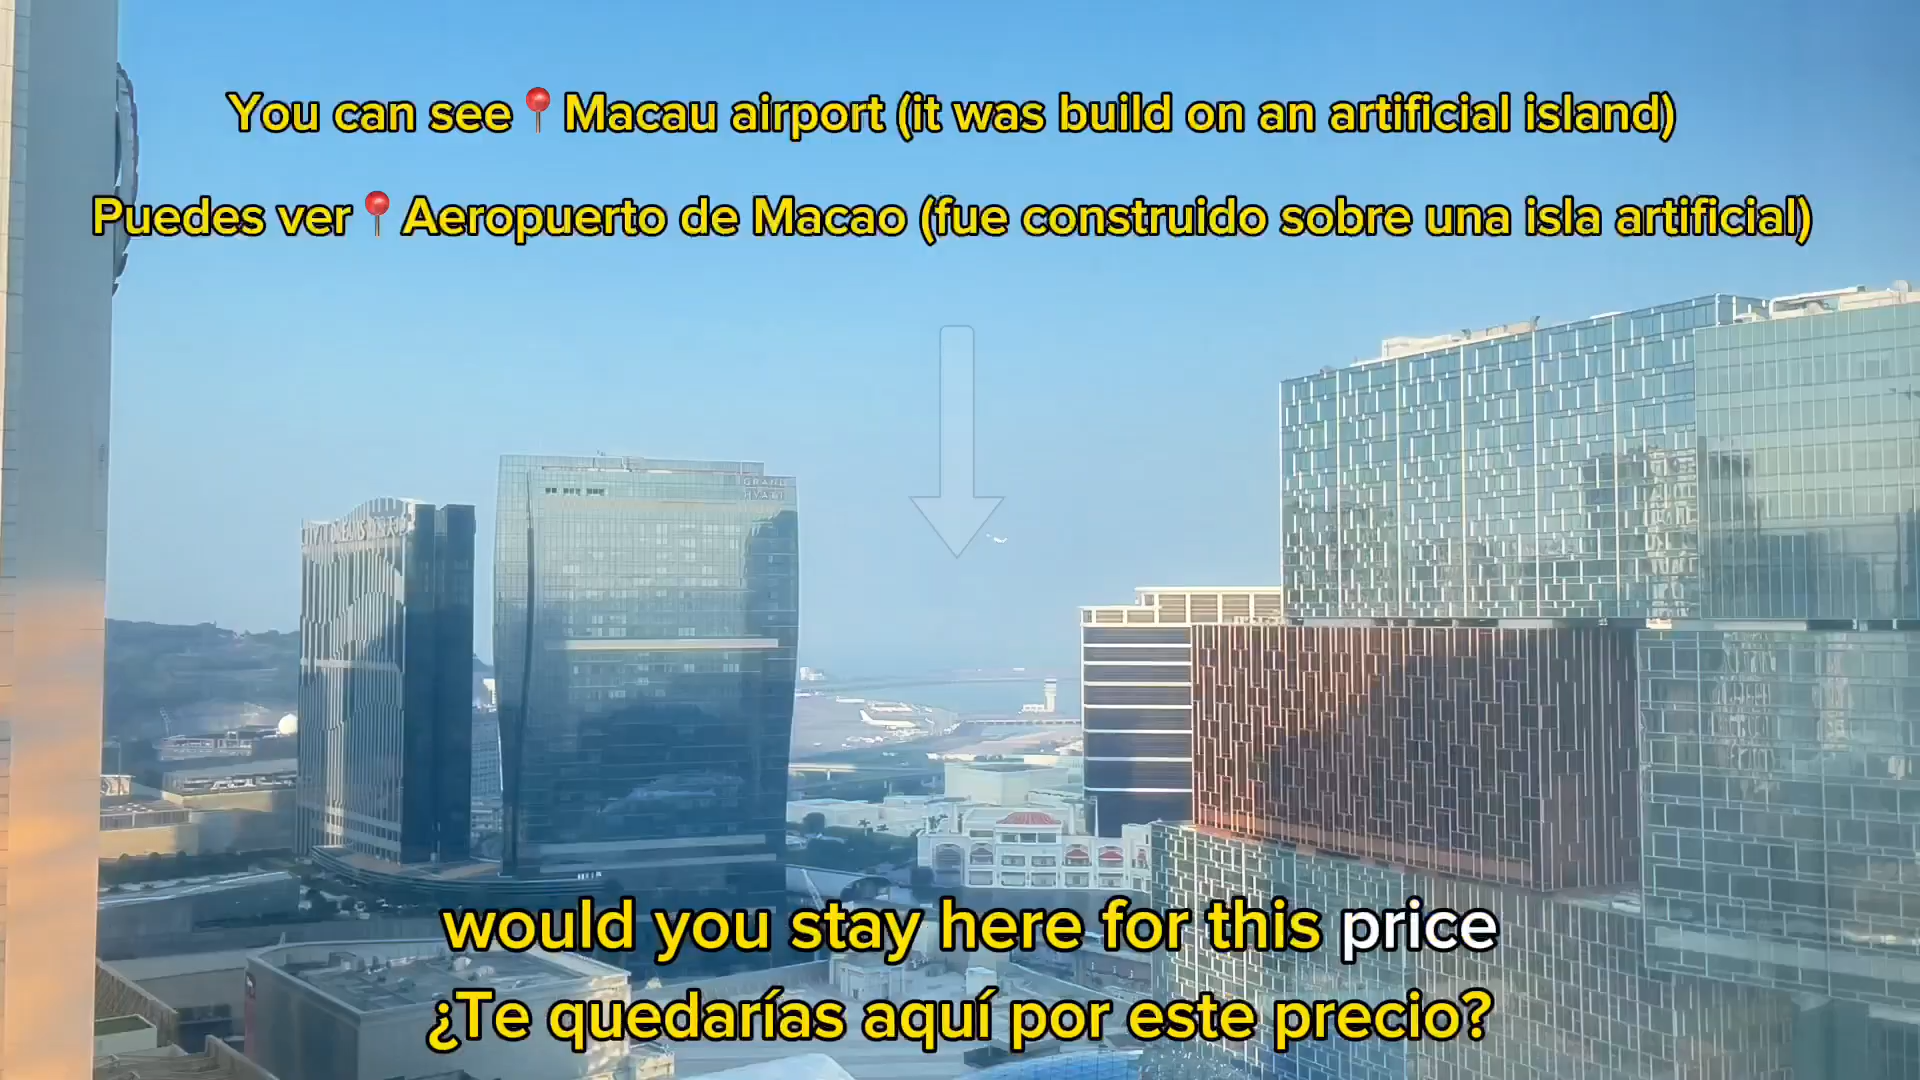 You can see📍Macau airport (it was build on an artificial island)
Puedes ver📍Aeropuerto de Macao (fue construido sobre una isla artificial)
GRAND
HYATT
would you stay here for this price
¿Te quedarías aquí por este precio?